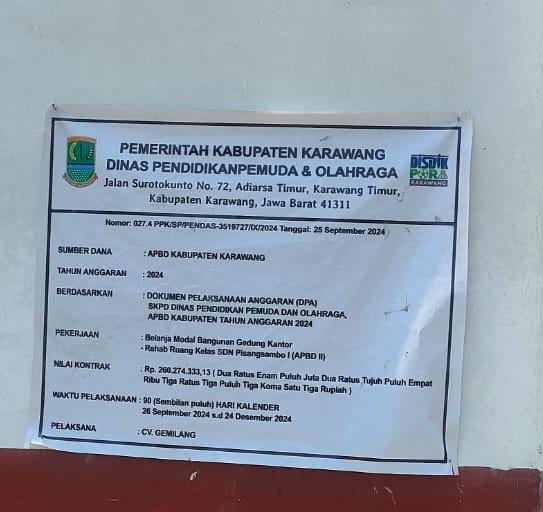 PEMERINTAH KABUPATEN KARAWANG
DINAS PENDIDIKANPEMUDA & OLAHRAGA
Jalan Surotokunto No. 72, Adiarsa Timur, Karawang Timur,
Kabupaten Karawang, Jawa Barat 41311
DISDIK
PORA
KARAWANG
Nomor: 027.4 PPK/SP/PENDAS-3519727/IX/2024 Tanggal: 25 September 2024
SUMBER DANA : APBD KABUPATEN KARAWANG
TAHUN ANGGARAN : 2024
BERDASARKAN : DOKUMEN PELAKSANAAN ANGGARAN (DPA)
SKPD DINAS PENDIDIKAN PEMUDA DAN OLAHRAGA,
APBD KABUPATEN TAHUN ANGGARAN 2024
PEKERJAAN : Belanja Modal Bangunan Gedung Kantor
- Rehab Ruang Kelas SDN Pisangsambo I (APBD II)
NILAI KONTRAK : Rp. 260.274.333,13 ( Dua Ratus Enam Puluh Juta Dua Ratus Tujuh Puluh Empat
Ribu Tiga Ratus Tiga Puluh Tiga Koma Satu Tiga Rupiah )
WAKTU PELAKSANAAN : 90 (Sembilan puluh) HARI KALENDER
26 September 2024 s.d 24 Desember 2024
PELAKSANA : CV. GEMILANG